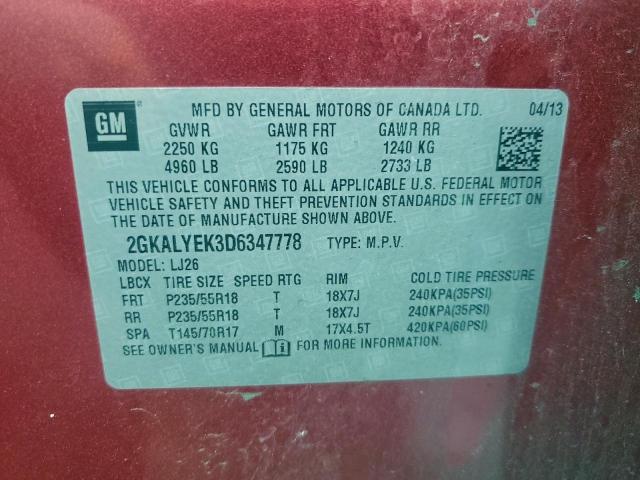 GM
MFD BY GENERAL MOTORS OF CANADA LTD. 04/13
GVWR GAWR FRT GAWR RR
2250 KG 1175 KG 1240 KG
4960 LB 2590 LB 2733 LB
THIS VEHICLE CONFORMS TO ALL APPLICABLE U.S. FEDERAL MOTOR
VEHICLE SAFETY AND THEFT PREVENTION STANDARDS IN EFFECT ON
THE DATE OF MANUFACTURE SHOWN ABOVE.
2GKALYEK3D6347778 TYPE: M.P.V.
MODEL: LJ26
LBCX TIRE SIZE SPEED RTG RIM COLD TIRE PRESSURE
FRT P235/55R18 T 18X7J 240KPA(35PSI)
RR P235/55R18 T 18X7J 240KPA(35PSI)
SPA T145/70R17 M 17X4.5T 420KPA(60PSI)
SEE OWNER'S MANUAL FOR MORE INFORMATION.